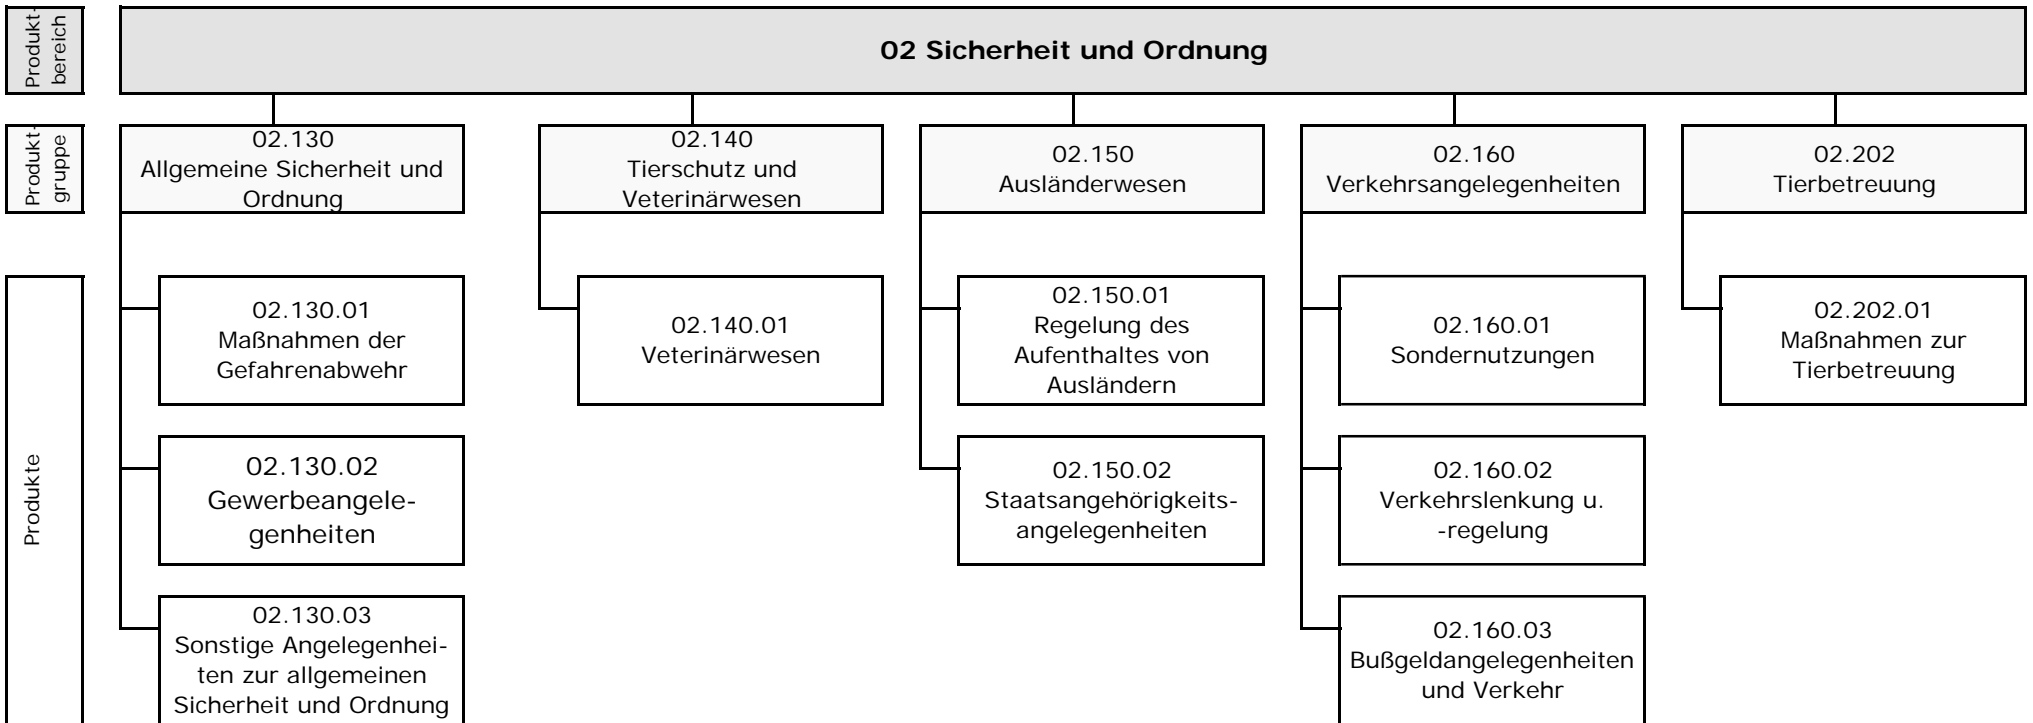 Produkt-
bereich
02 Sicherheit und Ordnung
Produkt-
gruppe
02.130
Allgemeine Sicherheit und
Ordnung
02.140
Tierschutz und
Veterinärwesen
02.150
Ausländerwesen
02.160
Verkehrsangelegenheiten
02.202
Tierbetreuung
Produkte
02.130.01
Maßnahmen der
Gefahrenabwehr
02.140.01
Veterinärwesen
02.150.01
Regelung des
Aufenthaltes von
Ausländern
02.160.01
Sondernutzungen
02.202.01
Maßnahmen zur
Tierbetreuung
02.130.02
Gewerbeangele-
genheiten
02.150.02
Staatsangehörigkeits-
angelegenheiten
02.160.02
Verkehrslenkung u.
-regelung
02.130.03
Sonstige Angelegenhei-
ten zur allgemeinen
Sicherheit und Ordnung
02.160.03
Bußgeldangelegenheiten
und Verkehr